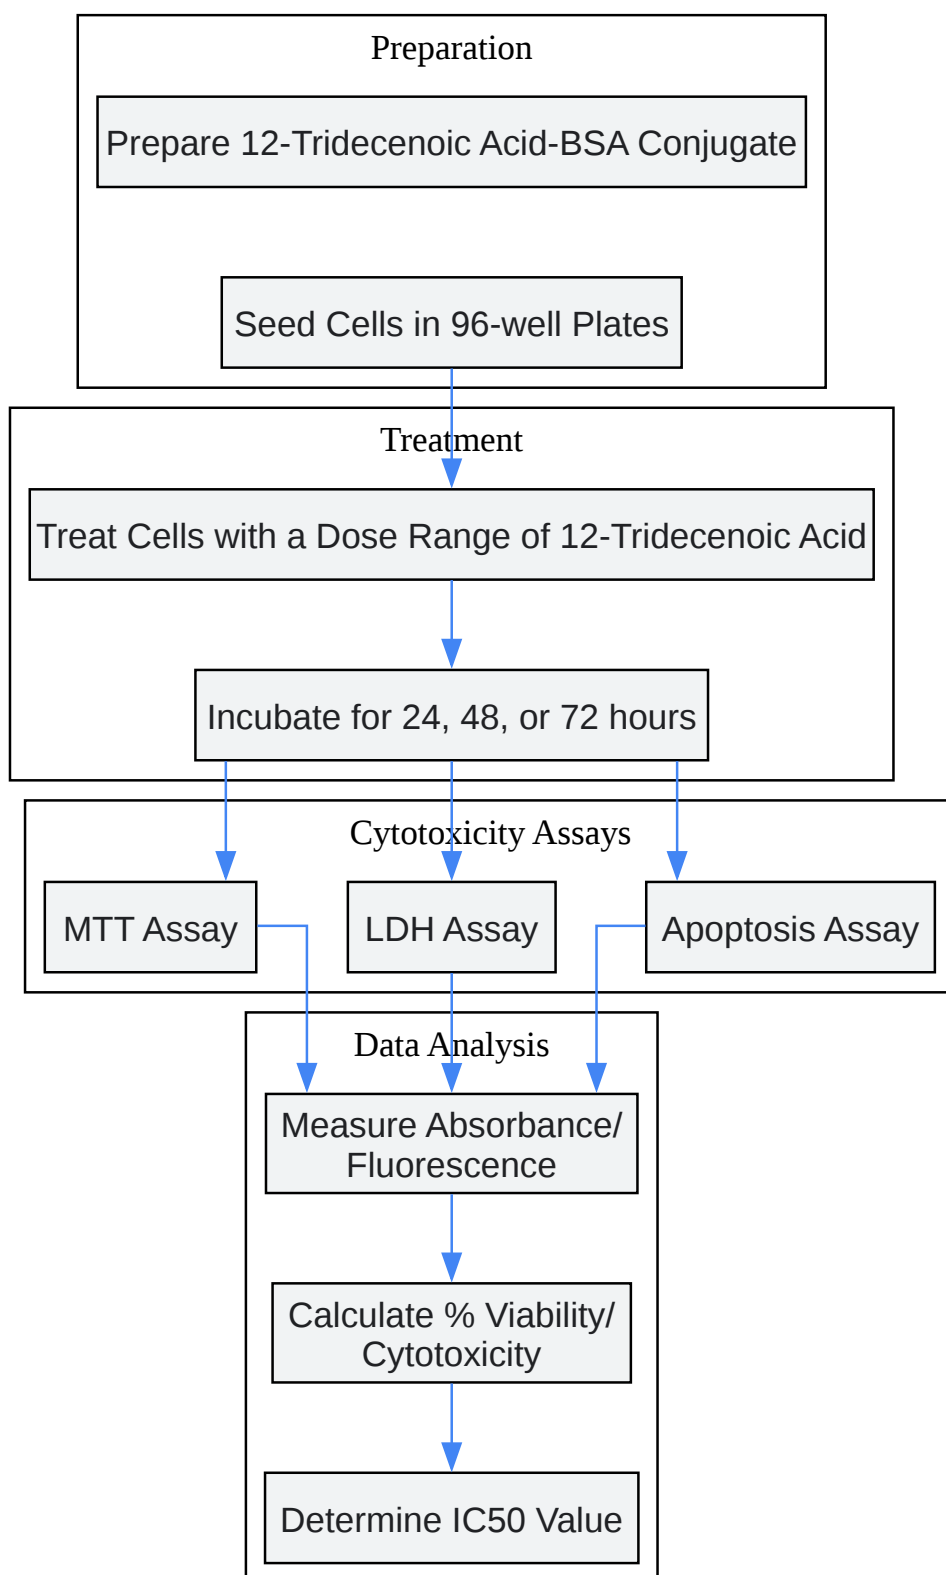 Preparation
Prepare 12-Tridecenoic Acid-BSA Conjugate
Seed Cells in 96-well Plates
Treatment
Treat Cells with a Dose Range of 12-Tridecenoic Acid
Incubate for 24, 48, or 72 hours
Cytotoxicity Assays
MTT Assay
LDH Assay
Apoptosis Assay
Data Analysis
Measure Absorbance/
Fluorescence
Calculate % Viability/
Cytotoxicity
Determine IC50 Value